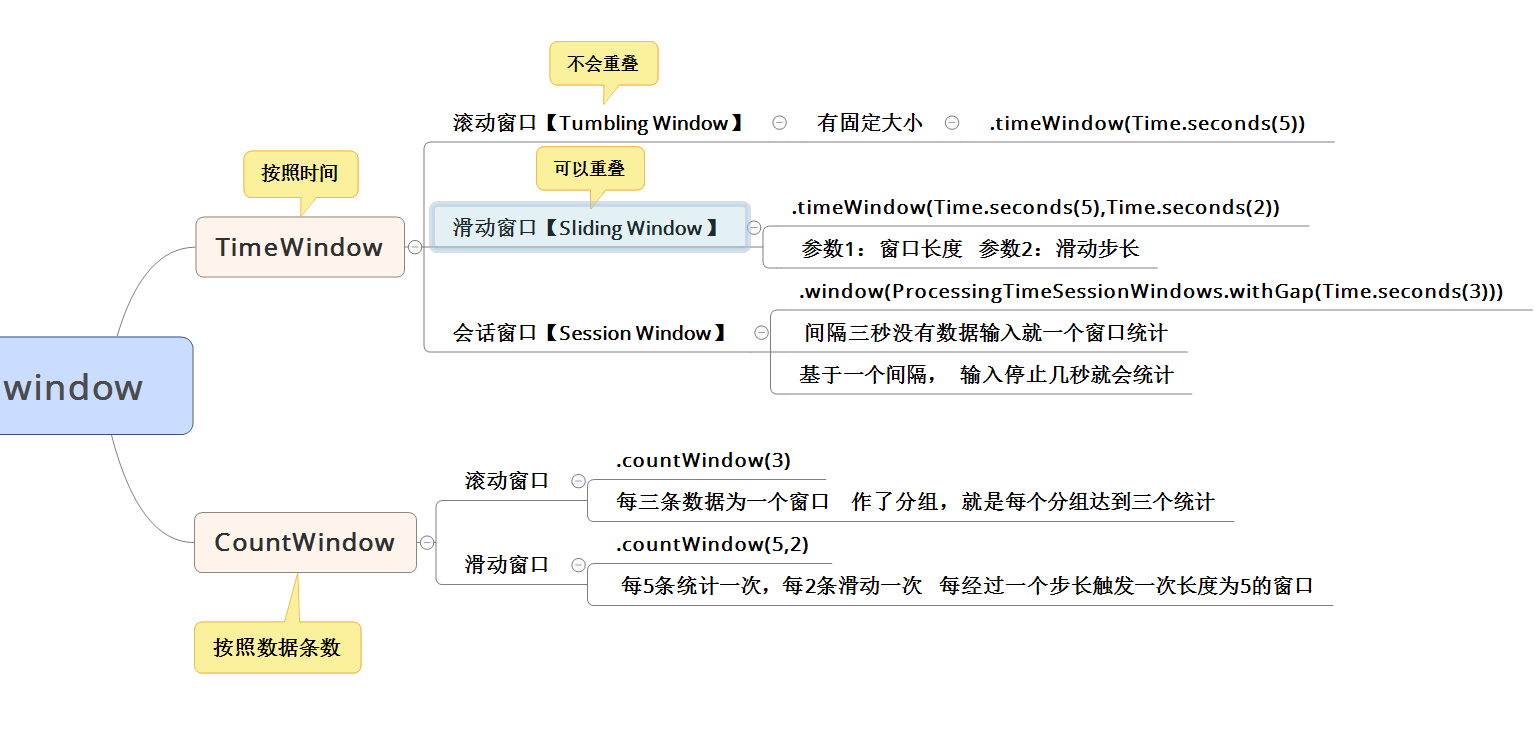 不会重叠
滚动窗口【Tumbling Window】 有固定大小 .timeWindow(Time.seconds(5))
可以重叠
按照时间
.timeWindow(Time.seconds(5),Time.seconds(2))
滑动窗口【Sliding Window】
TimeWindow
参数1：窗口长度 参数2：滑动步长
.window(ProcessingTimeSessionWindows.withGap(Time.seconds(3)))
会话窗口【Session Window】
间隔三秒没有数据输入就一个窗口统计
基于一个间隔， 输入停止几秒就会统计
window
.countWindow(3)
滚动窗口
每三条数据为一个窗口 作了分组，就是每个分组达到三个统计
CountWindow
.countWindow(5,2)
滑动窗口
每5条统计一次，每2条滑动一次 每经过一个步长触发一次长度为5的窗口
按照数据条数